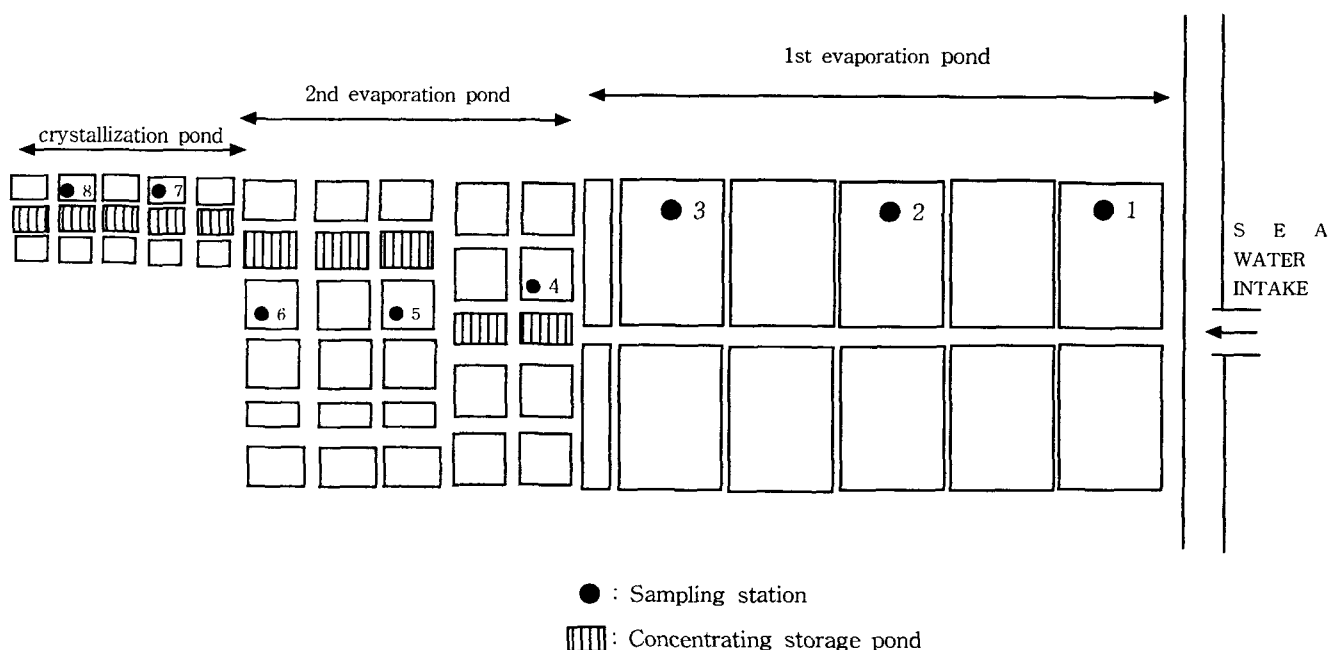 1st evaporation pond
2nd evaporation pond
crystallization pond
8
7
3
2
1
S E A
WATER
INTAKE
4
6
5
: Sampling station
: Concentrating storage pond